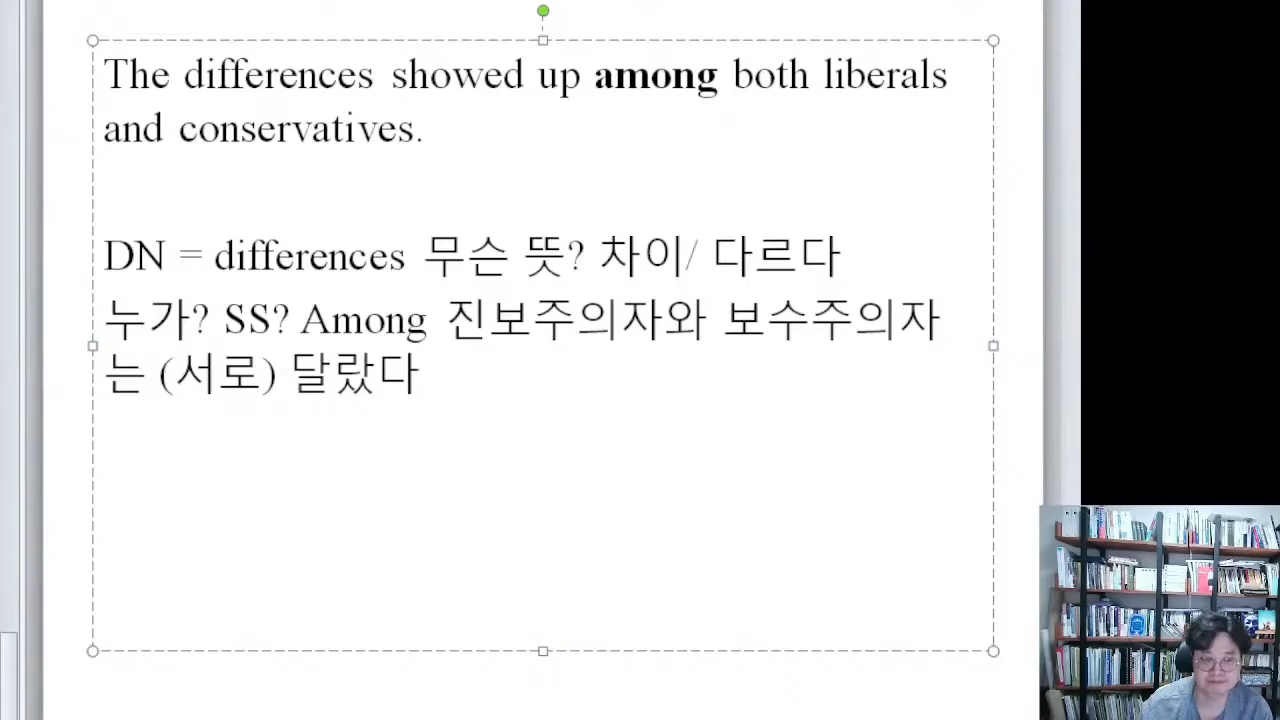 The differences showed up among both liberals
and conservatives.
DN = differences 무슨 뜻? 차이/ 다르다
누가? SS? Among 진보주의자와 보수주의자
는 (서로) 달랐다